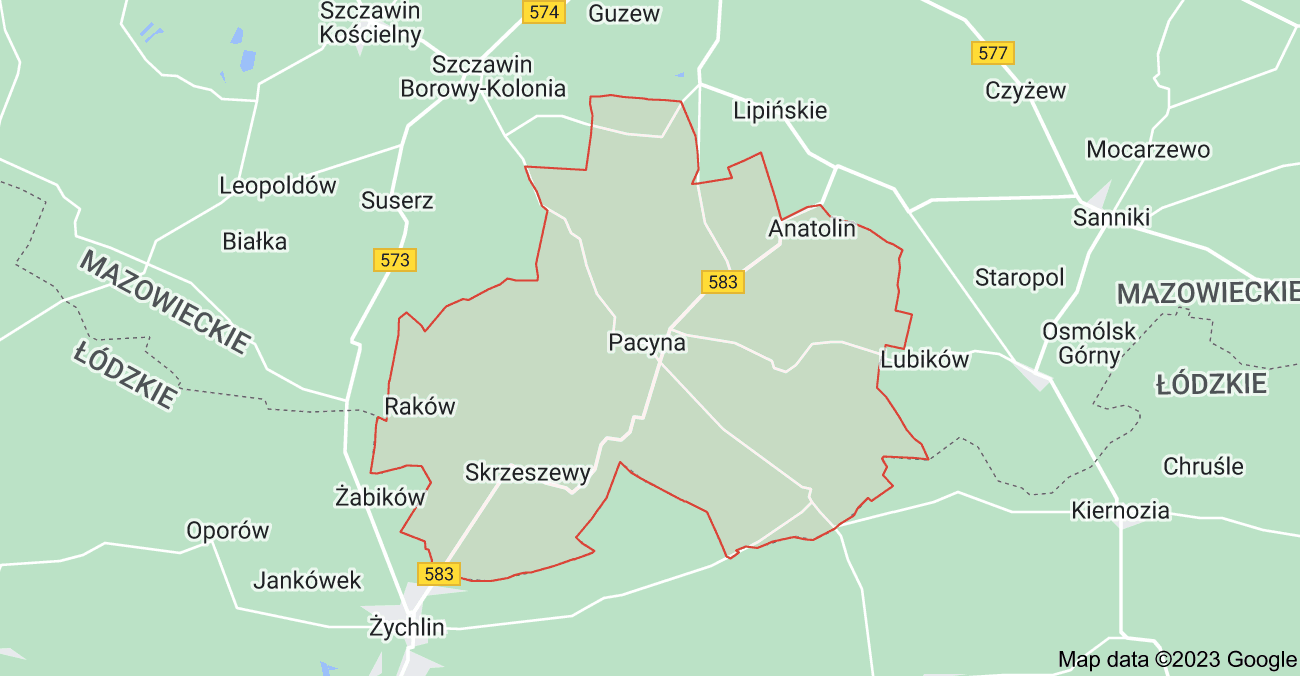 Szczawin
Kościelny
574
Guzew
577
Szczawin
Borowy-Kolonia
Czyżew
Lipińskie
Mocarzewo
Leopoldów
Suserz
Sanniki
Białka
Anatolin
573
MAZOWIECKIE
583
Staropol
MAZOWIECKIE
Pacyna
Osmólsk
Górny
Lubików
ŁÓDZKIE
ŁÓDZKIE
Raków
Skrzeszewy
Chruśle
Żabików
Kiernozia
Oporów
583
Jankówek
Żychlin
Map data ©2023 Google